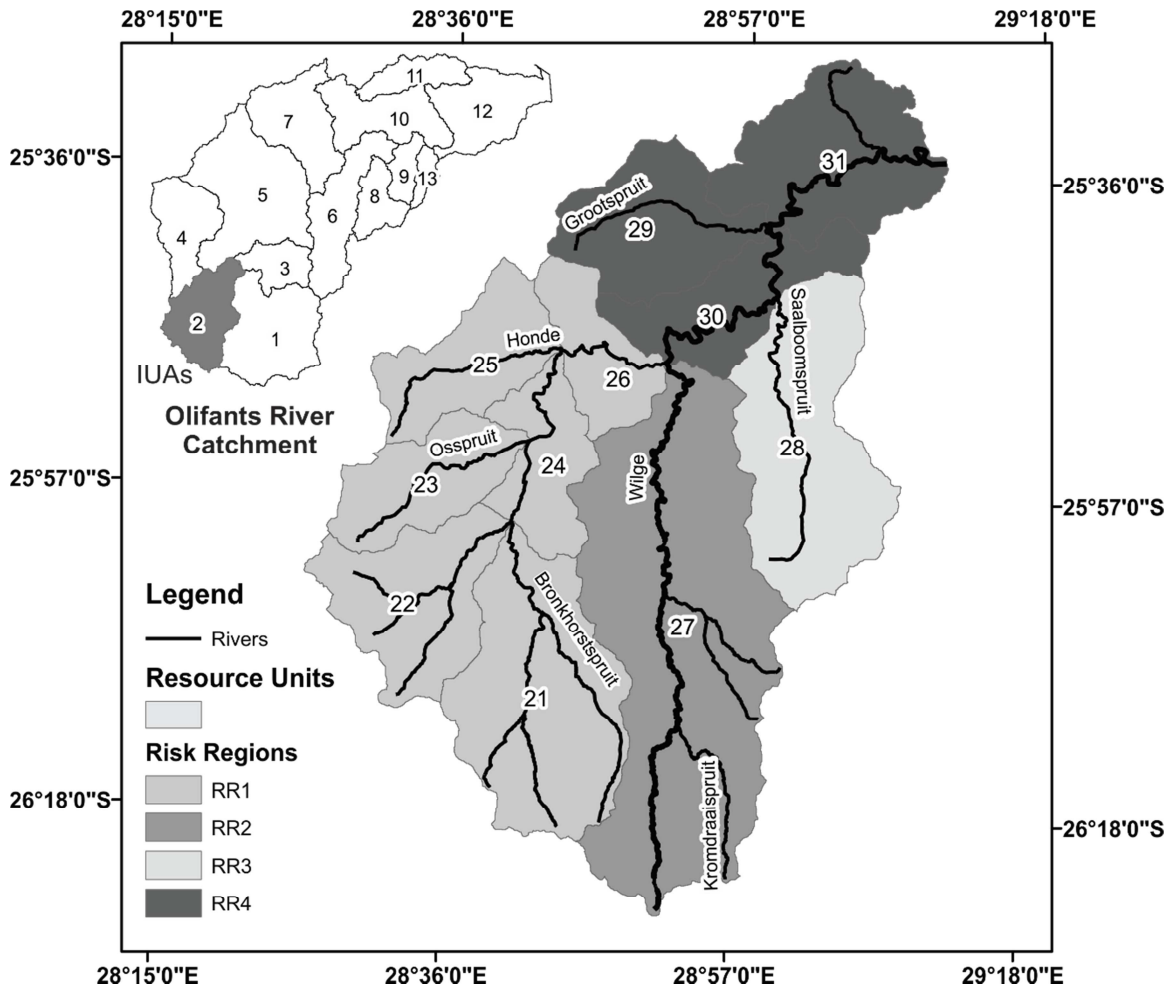 28°15'0"E
28°36'0"E
28°57'0"E
29°18'0"E
25°36'0"S
25°57'0"S
26°18'0"S
25°36'0"S
25°57'0"S
26°18'0"S
11
7
10
12
5
9
13
8
4
6
3
2
1
IUAs
Olifants River
Catchment
31
Grootspruit
29
30
Saalboomspruit
Honde
25
26
Osspruit
23
24
Wilge
28
22
Bronkhorstspruit
27
21
Kromdraaispruit
Legend
Rivers
Resource Units
Risk Regions
RR1
RR2
RR3
RR4
28°15'0"E
28°36'0"E
28°57'0"E
29°18'0"E